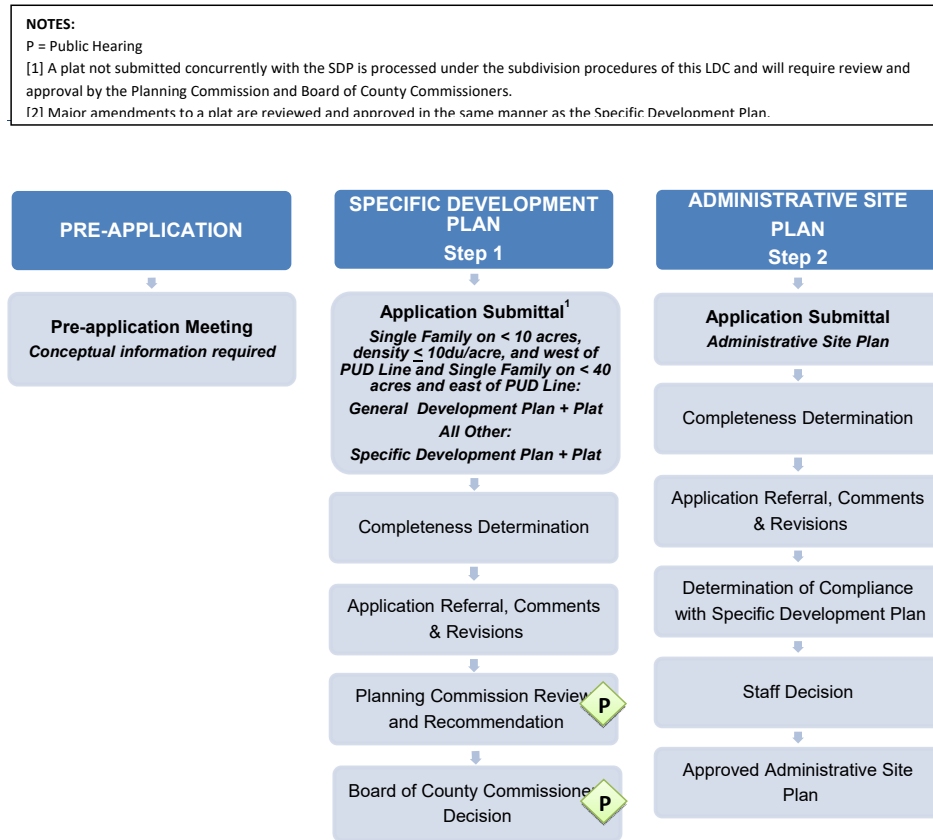 NOTES:
P = Public Hearing
[1] A plat not submitted concurrently with the SDP is processed under the subdivision procedures of this LDC and will require review and
approval by the Planning Commission and Board of County Commissioners.
[2] Major amendments to a plat are reviewed and approved in the same manner as the Specific Development Plan.
PRE-APPLICATION
Pre-application Meeting
Conceptual information required
SPECIFIC DEVELOPMENT
PLAN
Step 1
Application Submittal1
Single Family on < 10 acres,
density ≤ 10du/acre, and west of
PUD Line and Single Family on < 40
acres and east of PUD Line:
General Development Plan + Plat
All Other:
Specific Development Plan + Plat
Completeness Determination
Application Referral, Comments
& Revisions
Planning Commission Review
and Recommendation
P
Board of County Commissioner
Decision
P
ADMINISTRATIVE SITE
PLAN
Step 2
Application Submittal
Administrative Site Plan
Completeness Determination
Application Referral, Comments
& Revisions
Determination of Compliance
with Specific Development Plan
Staff Decision
Approved Administrative Site
Plan